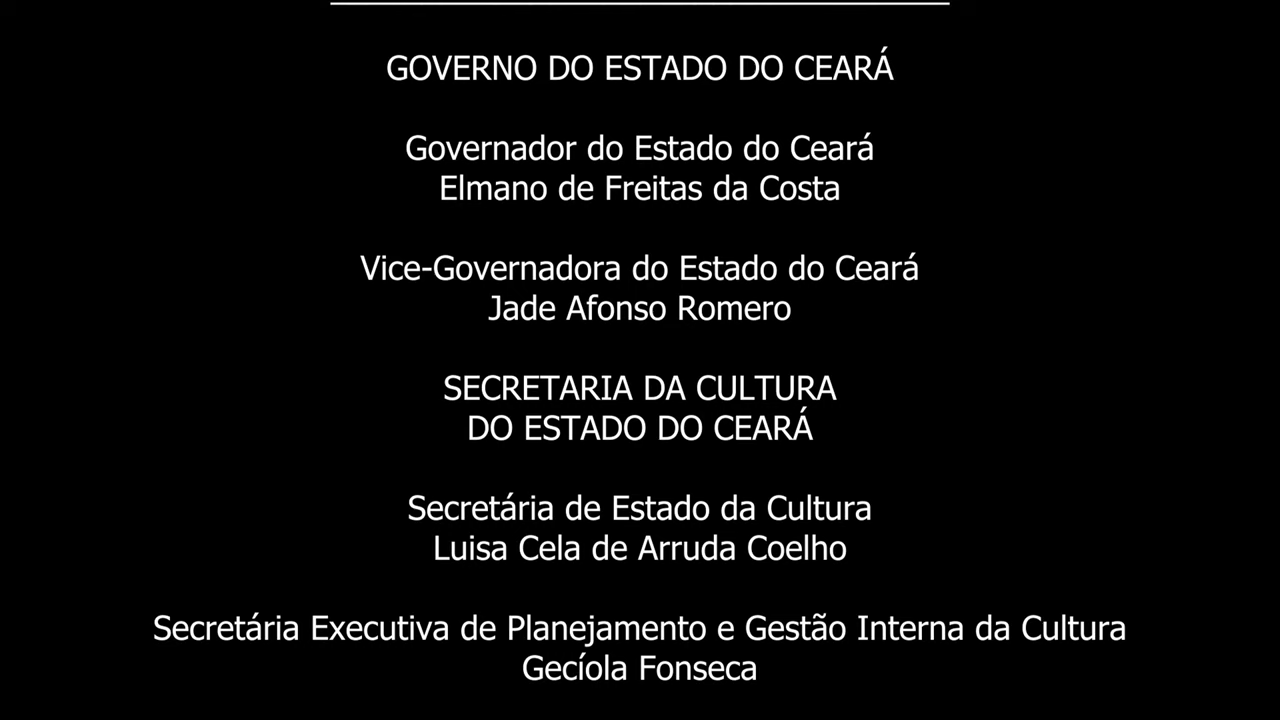 GOVERNO DO ESTADO DO CEARÁ
Governador do Estado do Ceará
Elmano de Freitas da Costa
Vice-Governadora do Estado do Ceará
Jade Afonso Romero
SECRETARIA DA CULTURA
DO ESTADO DO CEARÁ
Secretária de Estado da Cultura
Luisa Cela de Arruda Coelho
Secretária Executiva de Planejamento e Gestão Interna da Cultura
Gecíola Fonseca